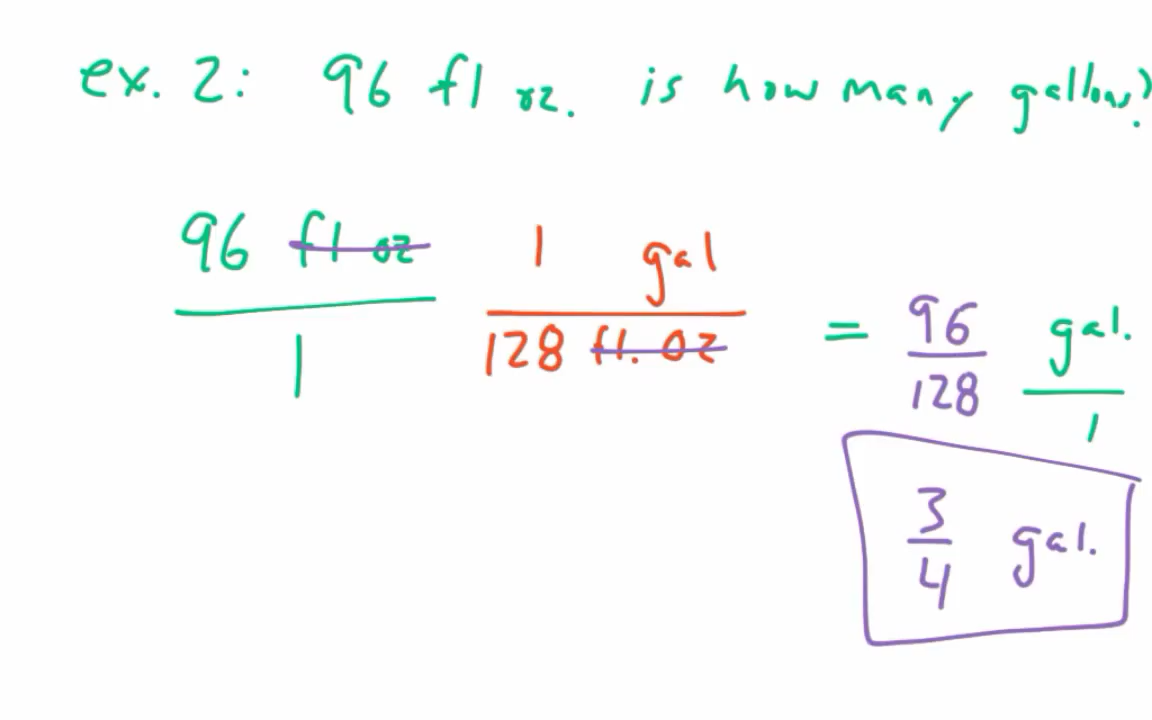 ex. 2: 96 fl oz. is how many gallons?
96 fl oz 1 gal
1 128 fl. oz
= 96 gal.
128 1
3 gal.
4